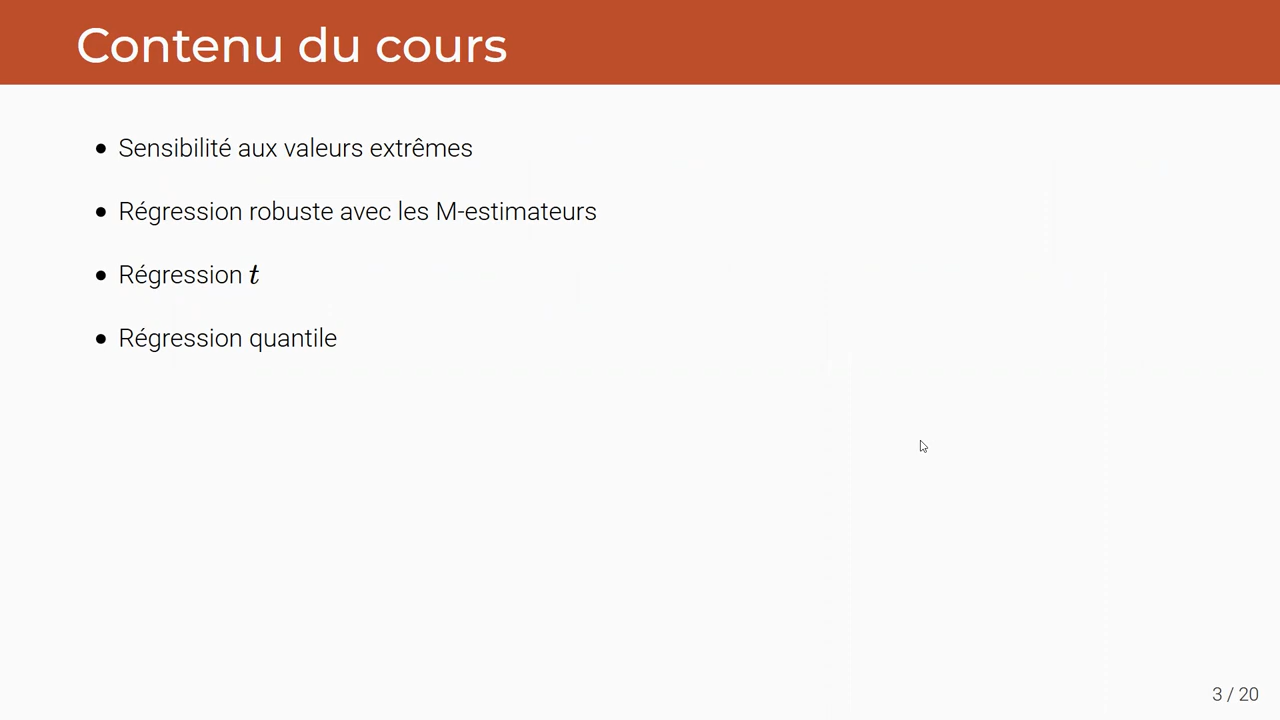 Contenu du cours
• Sensibilité aux valeurs extrêmes
• Régression robuste avec les M-estimateurs
• Régression t
• Régression quantile
3 / 20